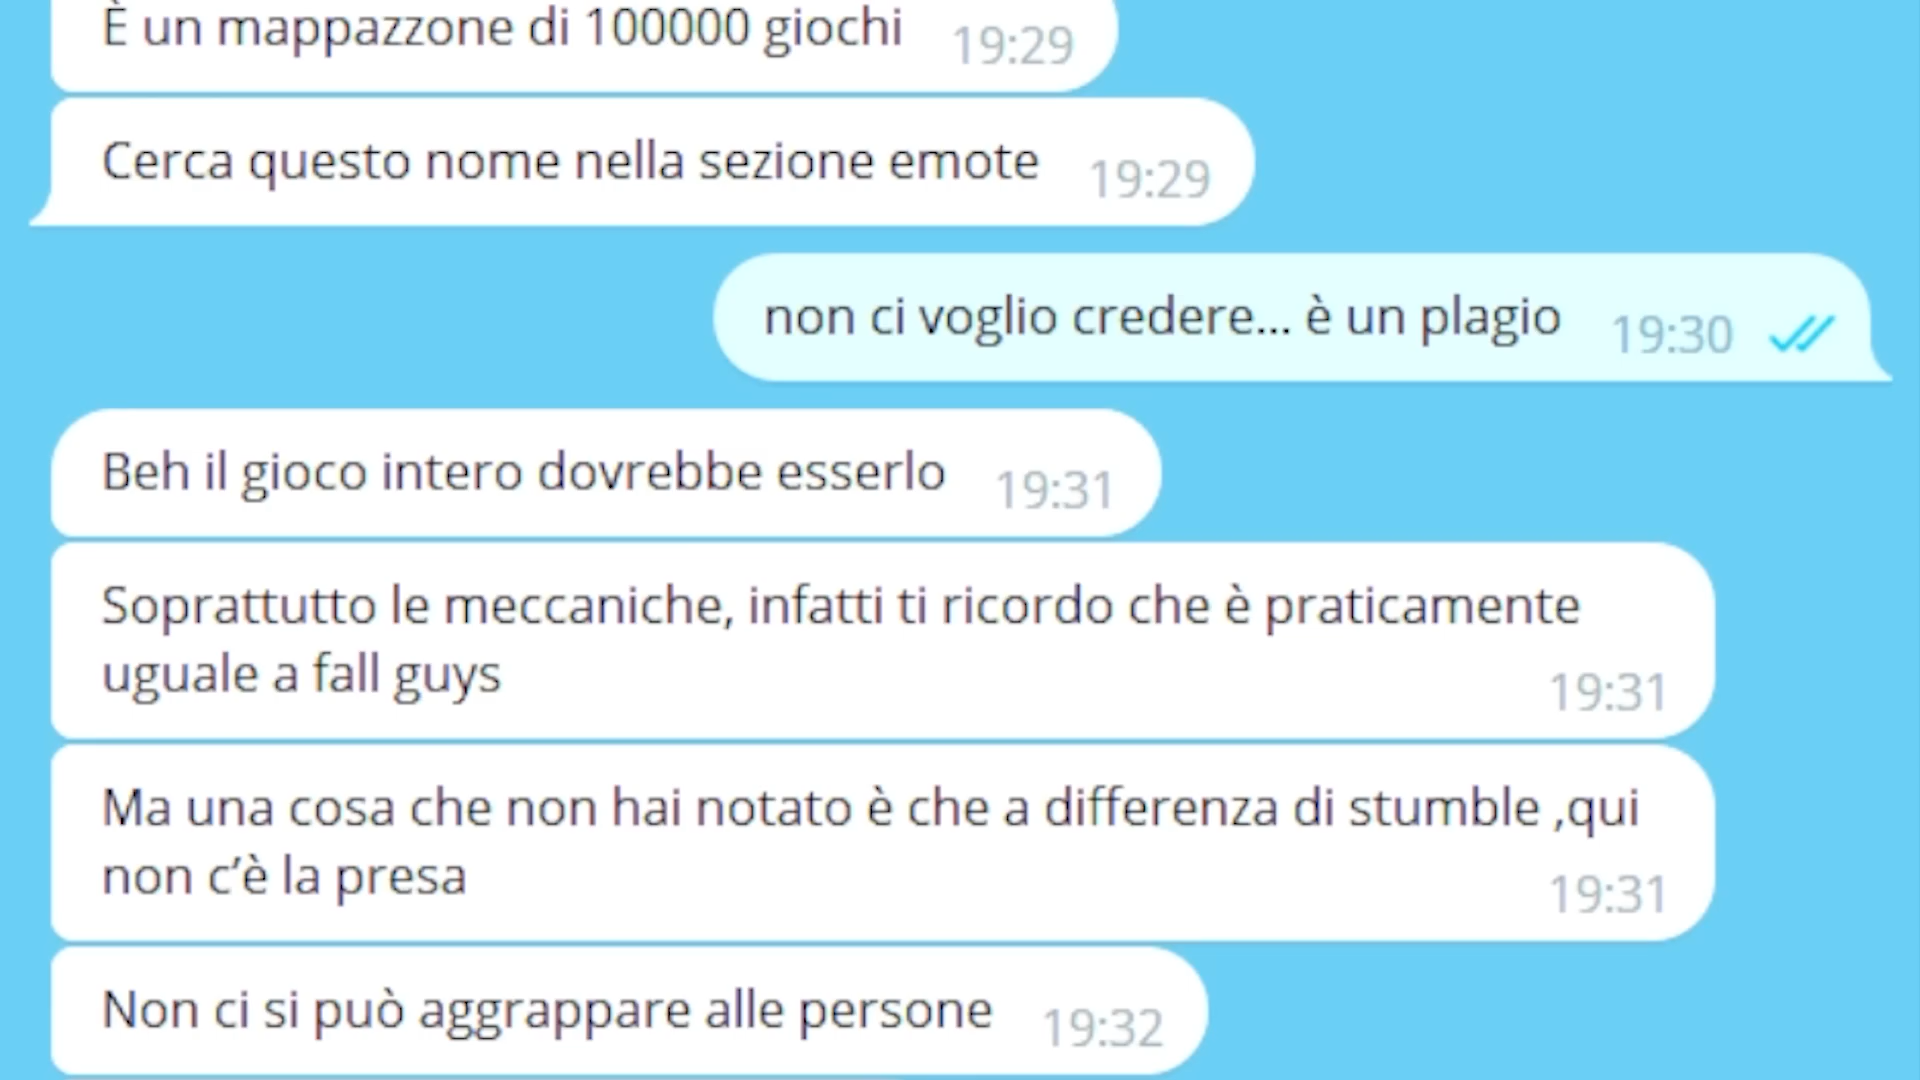 È un mappazzone di 100000 giochi 19:29
Cerca questo nome nella sezione emote 19:29
non ci voglio credere... è un plagio 19:30
Beh il gioco intero dovrebbe esserlo 19:31
Soprattutto le meccaniche, infatti ti ricordo che è praticamente
uguale a fall guys 19:31
Ma una cosa che non hai notato è che a differenza di stumble ,qui
non c’è la presa 19:31
Non ci si può aggrappare alle persone 19:32